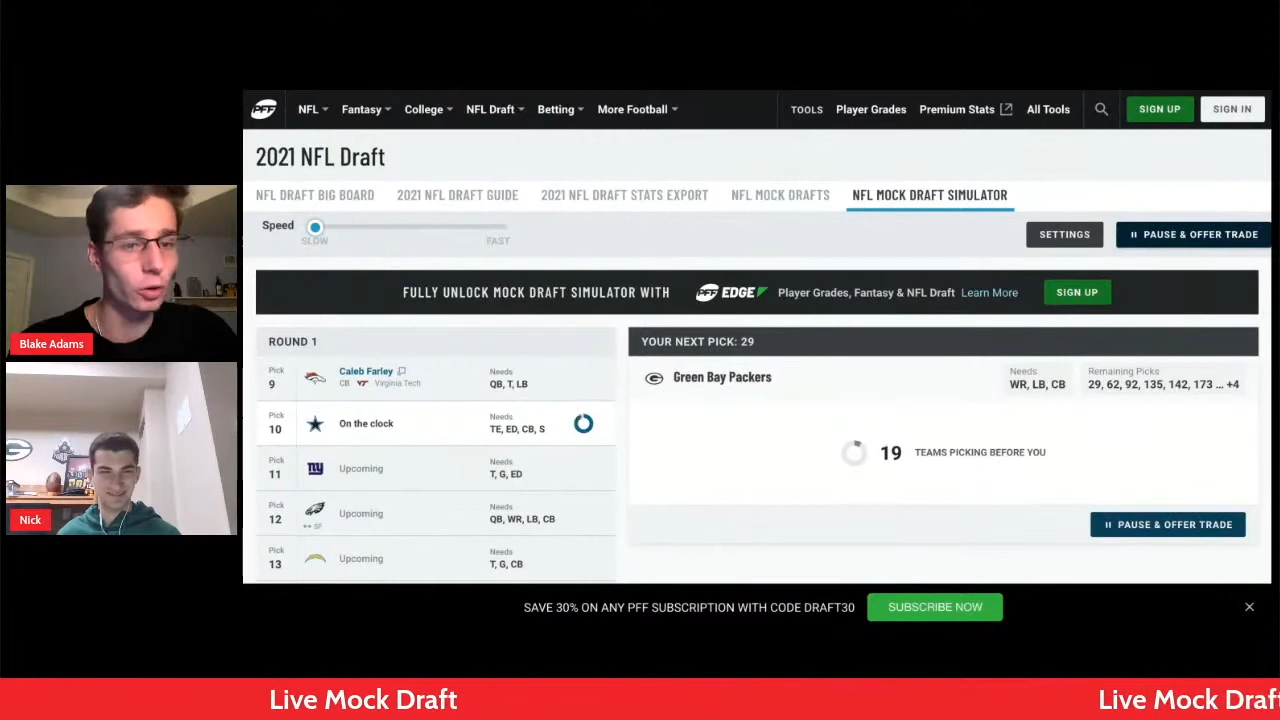 PFF NFL Fantasy College NFL Draft Betting More Football TOOLS Player Grades Premium Stats All Tools SIGN UP SIGN IN
2021 NFL Draft
NFL DRAFT BIG BOARD 2021 NFL DRAFT GUIDE 2021 NFL DRAFT STATS EXPORT NFL MOCK DRAFTS NFL MOCK DRAFT SIMULATOR
Speed
SLOW FAST
SETTINGS
PAUSE & OFFER TRADE
FULLY UNLOCK MOCK DRAFT SIMULATOR WITH PFF EDGE Player Grades, Fantasy & NFL Draft Learn More SIGN UP
ROUND 1
Pick
9
Caleb Farley
CB VT Virginia Tech
Needs
QB, T, LB
Pick
10
On the clock
Needs
TE, ED, CB, S
Pick
11
ny
Upcoming
Needs
T, G, ED
Pick
12
↔ SF
Upcoming
Needs
QB, WR, LB, CB
Pick
13
Upcoming
Needs
T, G, CB
YOUR NEXT PICK: 29
G
Green Bay Packers
Needs
WR, LB, CB
Remaining Picks
29, 62, 92, 135, 142, 173 ... +4
19 TEAMS PICKING BEFORE YOU
PAUSE & OFFER TRADE
Blake Adams
Nick
SAVE 30% ON ANY PFF SUBSCRIPTION WITH CODE DRAFT30 SUBSCRIBE NOW
Live Mock Draft Live Mock Draft